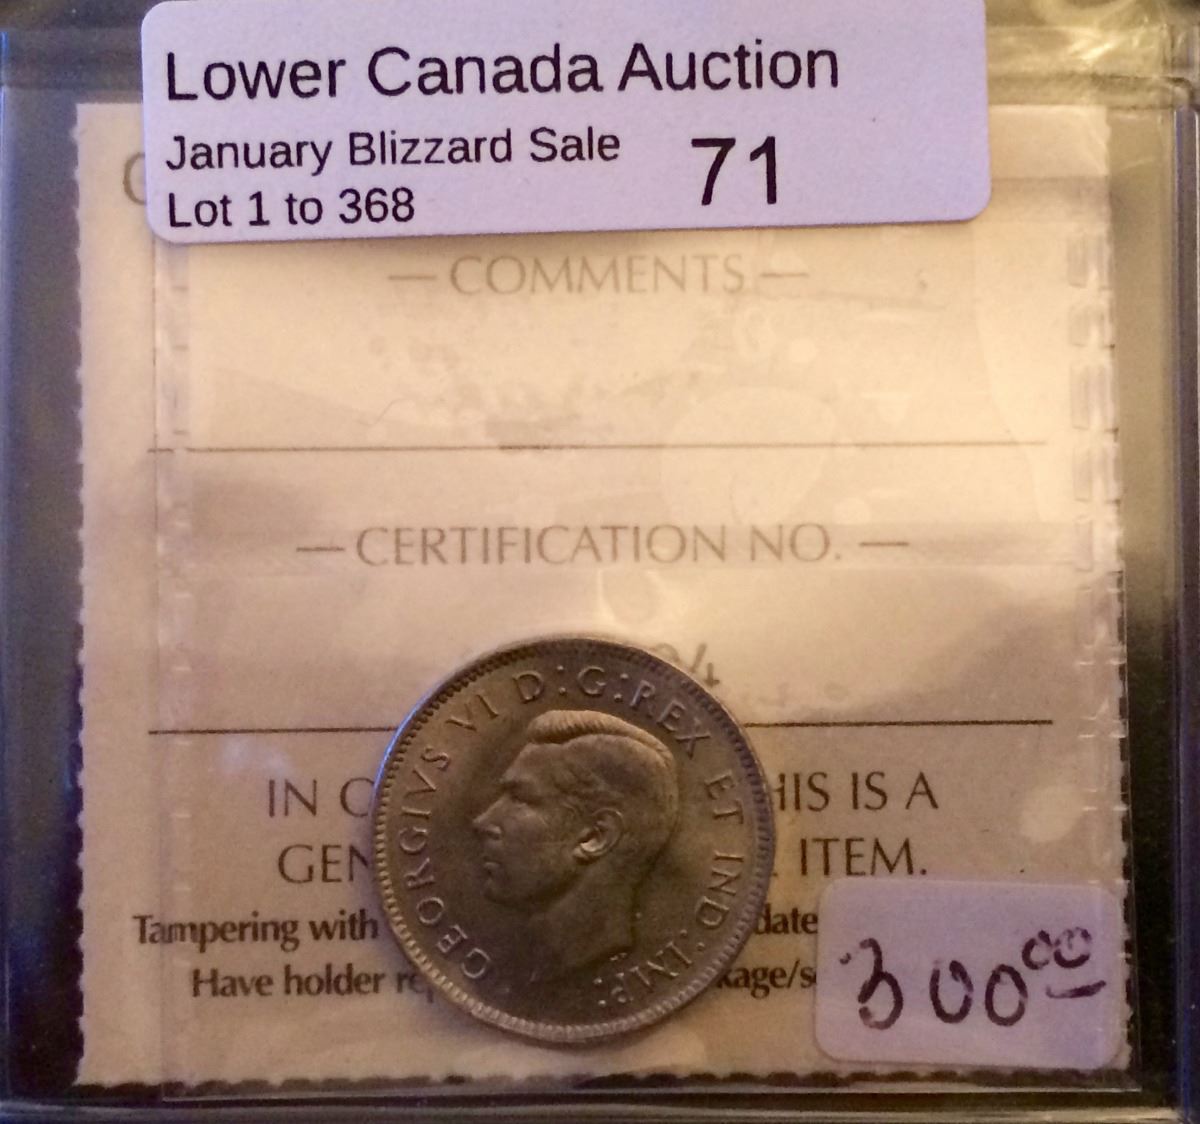 Lower Canada Auction
January Blizzard Sale 71
Lot 1 to 368
— COMMENTS —
— CERTIFICATION NO. —
GEORGIVS VI D:G:REX ET IND:IMP:
IN HIS IS A
GEN ITEM.
Tampering with date
Have holder kage/s
300.00